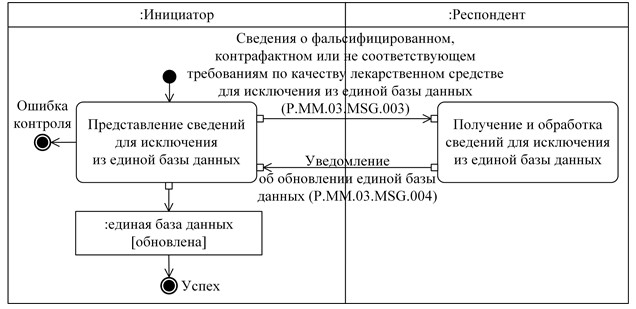 :Инициатор
:Респондент
Сведения о фальсифицированном,
контрафактном или не соответствующем
требованиям по качеству лекарственном средстве
для исключения из единой базы данных
(P.MM.03.MSG.003)
Ошибка
контроля
Представление сведений
для исключения
из единой базы данных
Получение и обработка
сведений для исключения
из единой базы данных
Уведомление
об обновлении единой базы
данных (P.MM.03.MSG.004)
:единая база данных
[обновлена]
Успех